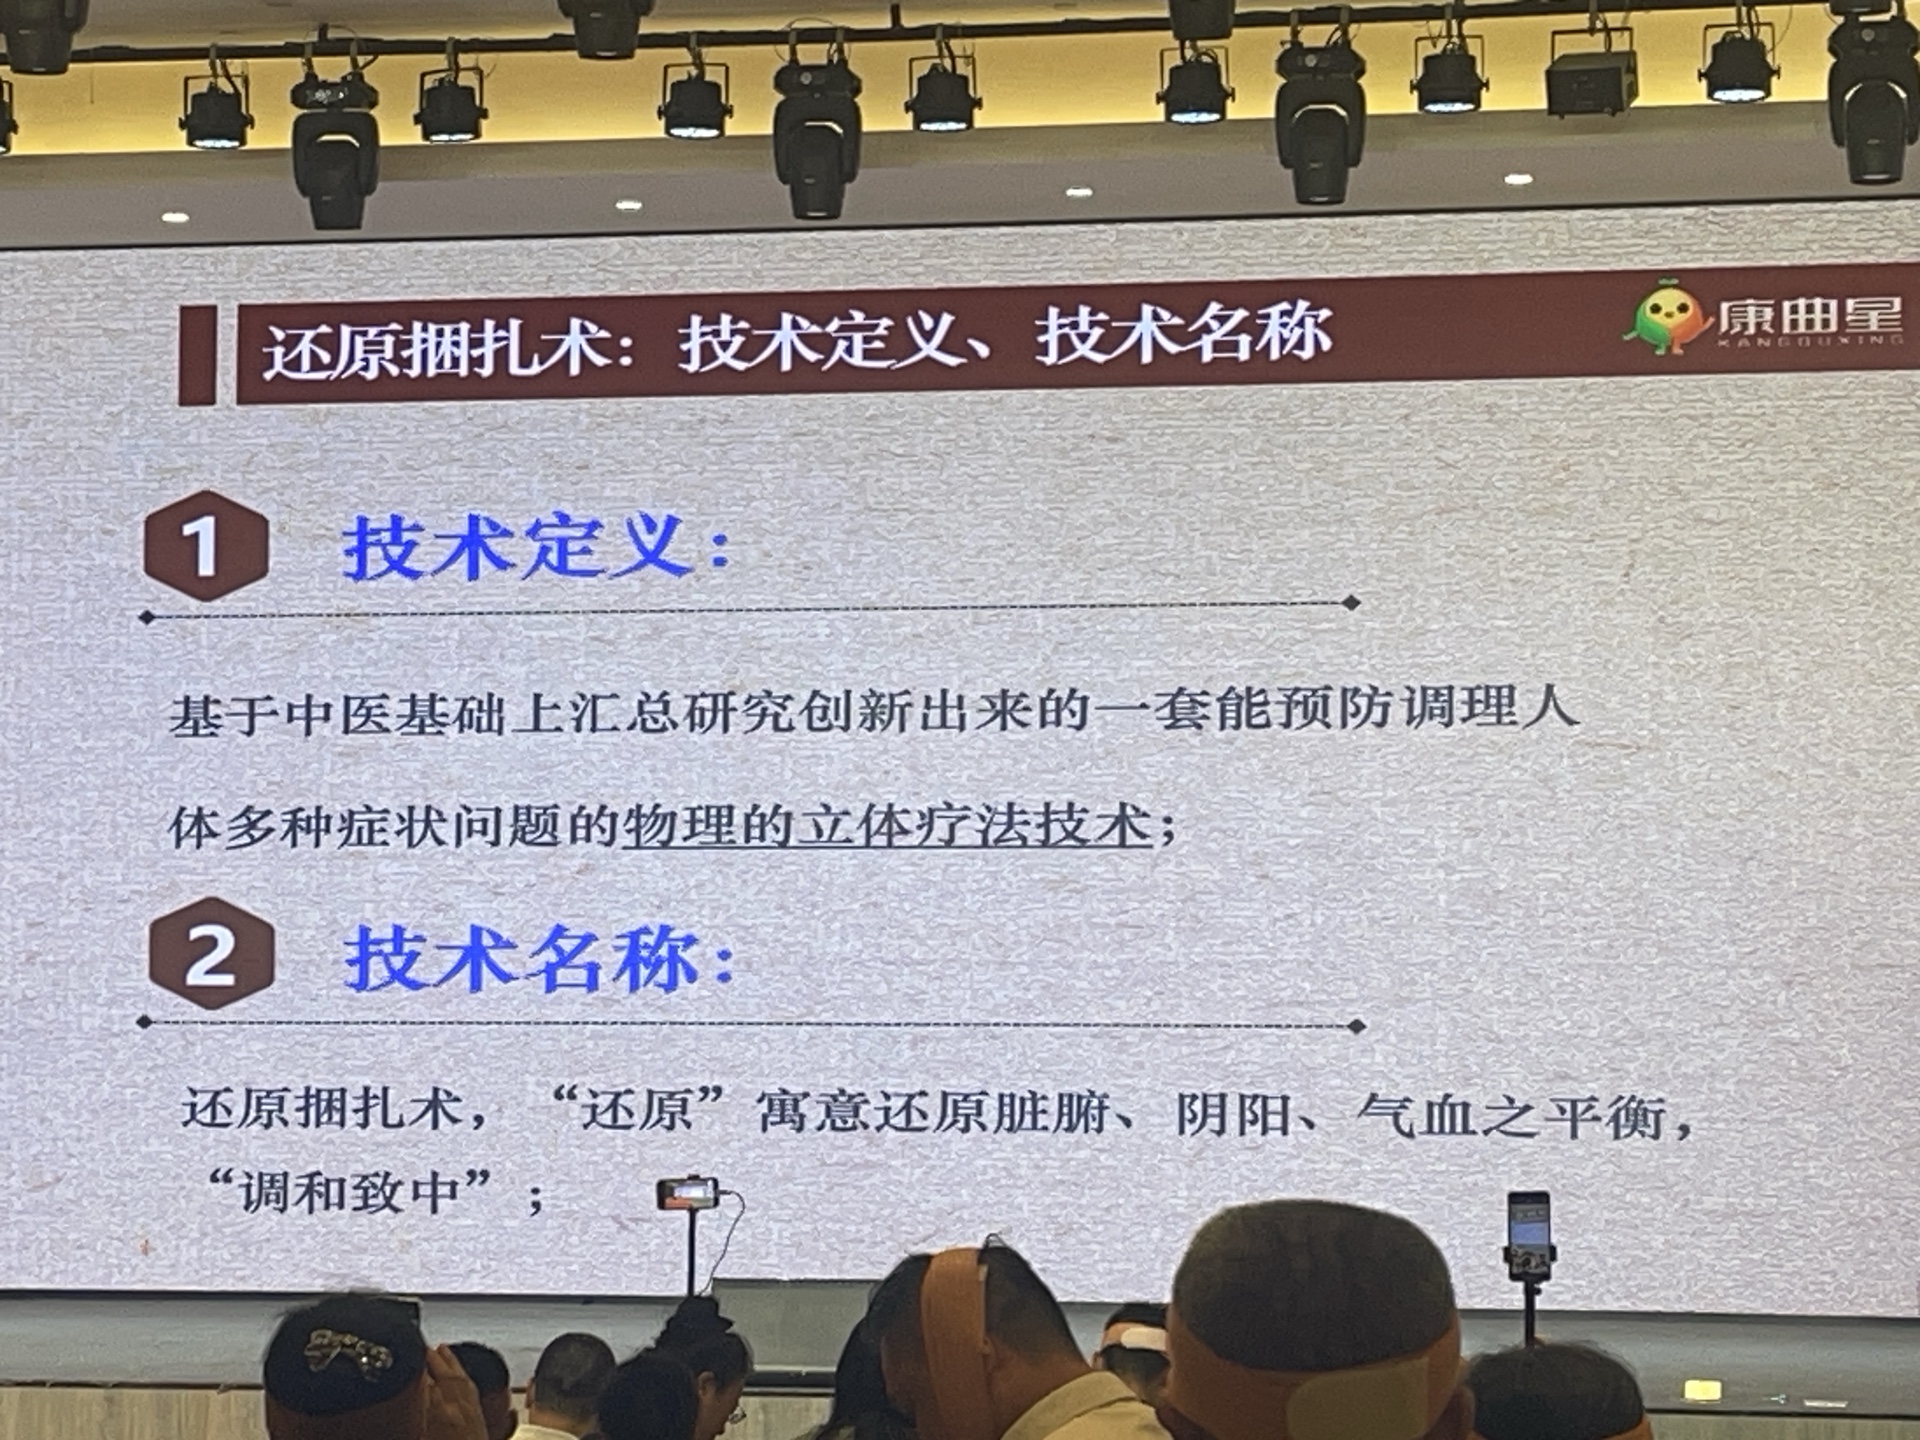 还原捆扎术：技术定义、技术名称
康曲星
KANGQUXING
1 技术定义：
基于中医基础上汇总研究创新出来的一套能预防调理人
体多种症状问题的物理的立体疗法技术；
2 技术名称：
还原捆扎术，“还原”寓意还原脏腑、阴阳、气血之平衡，
“调和致中”；